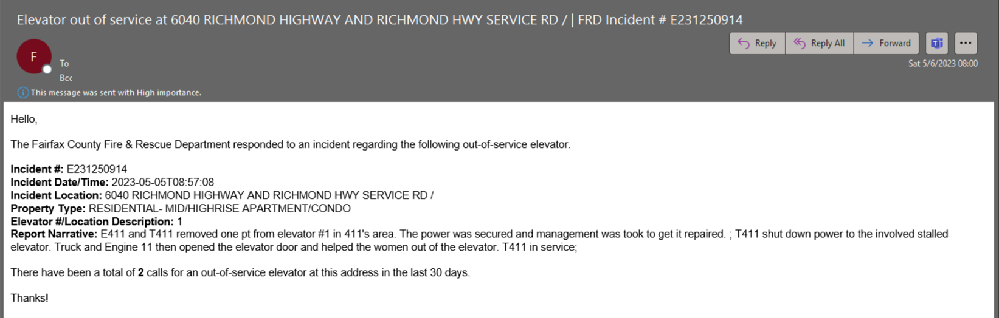 Elevator out of service at 6040 RICHMOND HIGHWAY AND RICHMOND HWY SERVICE RD / | FRD Incident # E231250914
Reply
Reply All
Forward
F
To
Sat 5/6/2023 08:00
Bcc
This message was sent with High importance.
Hello,
The Fairfax County Fire & Rescue Department responded to an incident regarding the following out-of-service elevator.
Incident #: E231250914
Incident Date/Time: 2023-05-05T08:57:08
Incident Location: 6040 RICHMOND HIGHWAY AND RICHMOND HWY SERVICE RD /
Property Type: RESIDENTIAL- MID/HIGHRISE APARTMENT/CONDO
Elevator #/Location Description: 1
Report Narrative: E411 and T411 removed one pt from elevator #1 in 411's area. The power was secured and management was took to get it repaired. ; T411 shut down power to the involved stalled
elevator. Truck and Engine 11 then opened the elevator door and helped the women out of the elevator. T411 in service;
There have been a total of 2 calls for an out-of-service elevator at this address in the last 30 days.
Thanks!